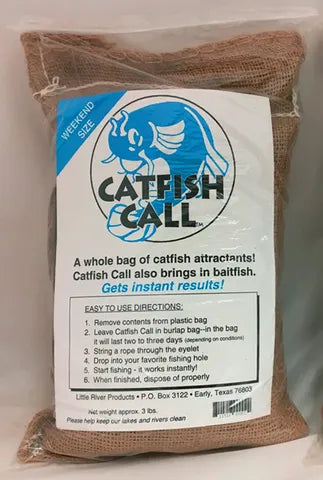 WEEKEND
SIZE
CATFISH
CALL™
A whole bag of catfish attractants!
Catfish Call also brings in baitfish.
Gets instant results!
EASY TO USE DIRECTIONS:
1. Remove contents from plastic bag
2. Leave Catfish Call in burlap bag--in the bag
it will last two to three days (depending on conditions)
3. String a rope through the eyelet
4. Drop into your favorite fishing hole
5. Start fishing - it works instantly!
6. When finished, dispose of properly
Little River Products • P.O. Box 3122 • Early, Texas 76803
Net weight approx. 3 lbs.
Please help keep our lakes and rivers clean